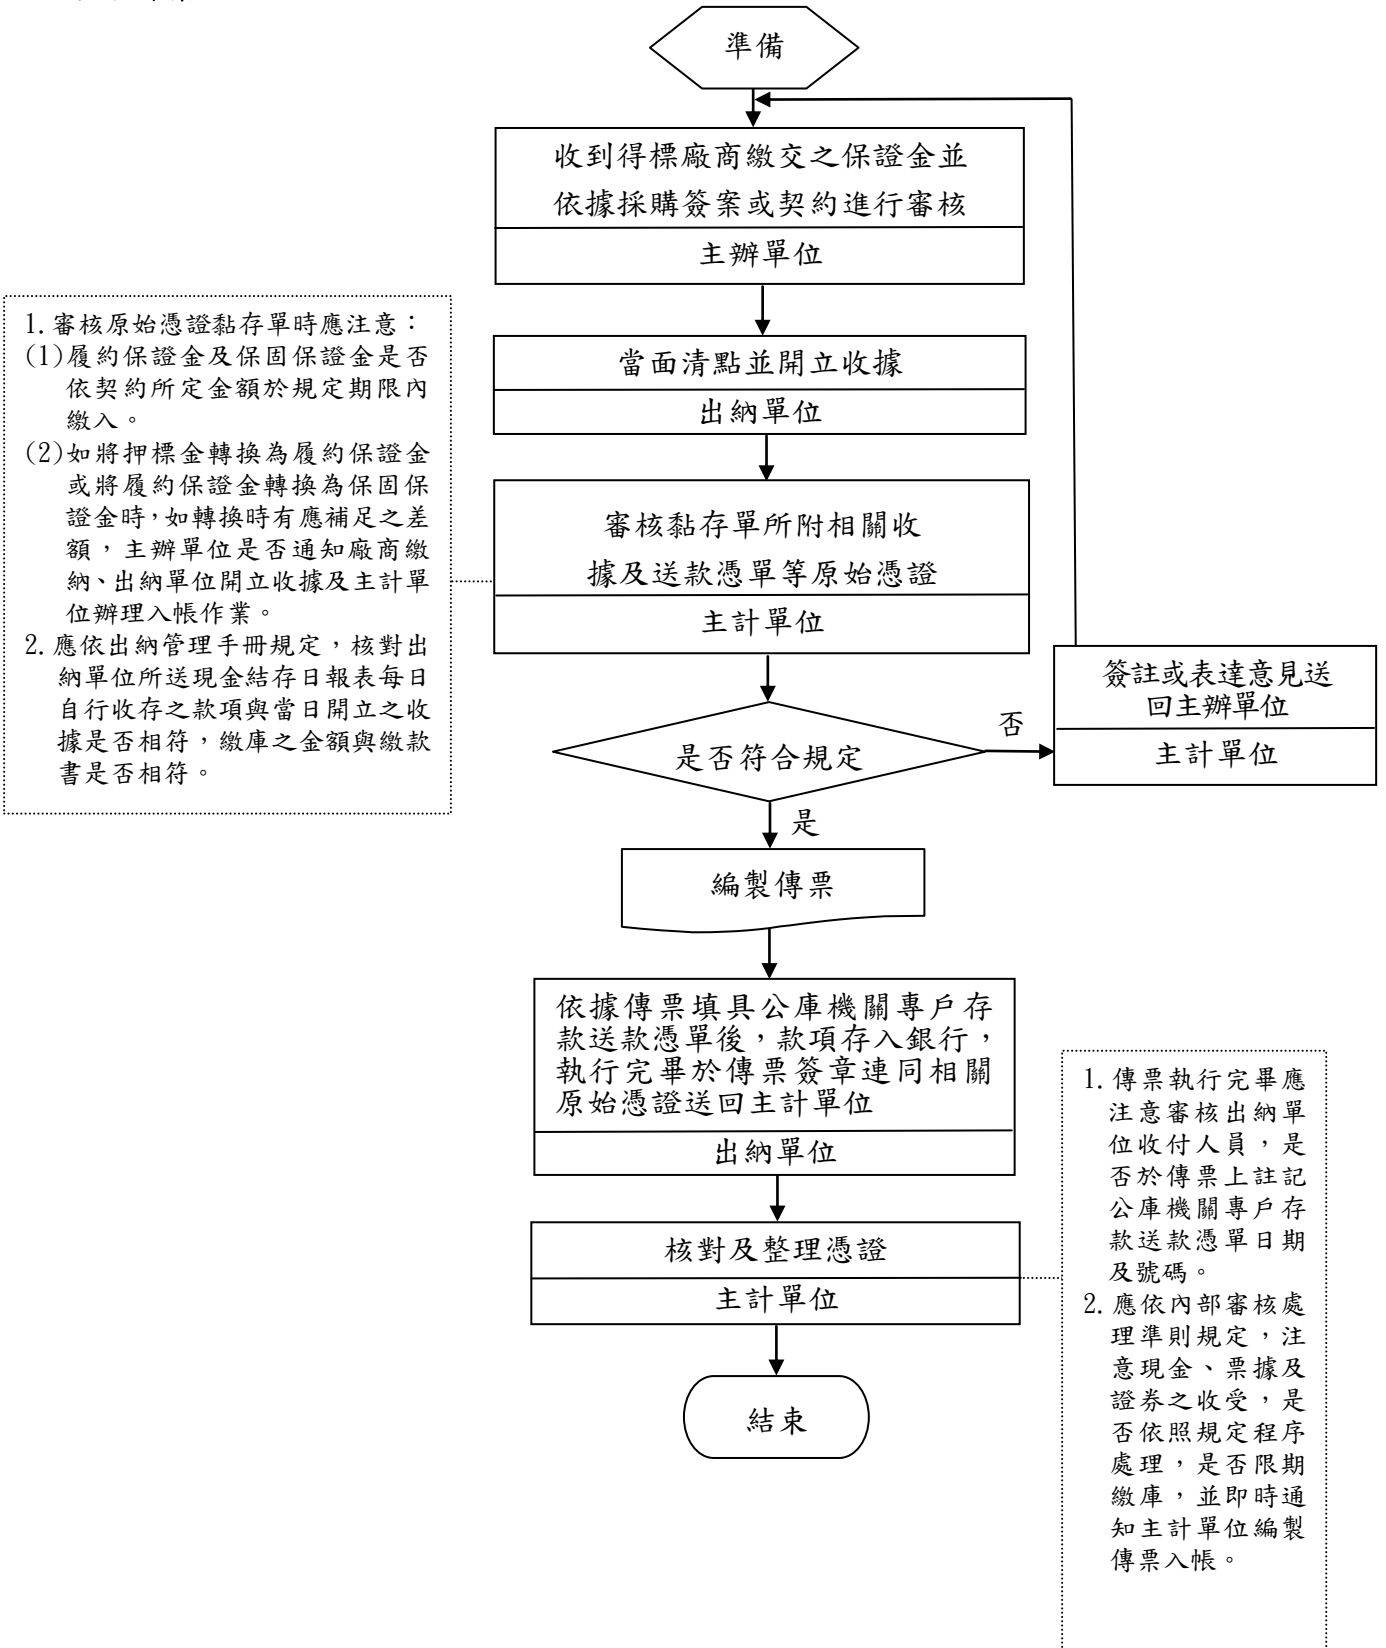 準備
收到得標廠商繳交之保證金並
依據採購簽案或契約進行審核
主辦單位
當面清點並開立收據
出納單位
審核黏存單所附相關收
據及送款憑單等原始憑證
主計單位
1. 審核原始憑證黏存單時應注意：
(1)履約保證金及保固保證金是否
依契約所定金額於規定期限內
繳入。
(2)如將押標金轉換為履約保證金
或將履約保證金轉換為保固保
證金時，如轉換時有應補足之差
額，主辦單位是否通知廠商繳
納、出納單位開立收據及主計單
位辦理入帳作業。
2. 應依出納管理手冊規定，核對出
納單位所送現金結存日報表每日
自行收存之款項與當日開立之收
據是否相符，繳庫之金額與繳款
書是否相符。
是否符合規定
否
簽註或表達意見送
回主辦單位
主計單位
是
編製傳票
依據傳票填具公庫機關專戶存
款送款憑單後，款項存入銀行，
執行完畢於傳票簽章連同相關
原始憑證送回主計單位
出納單位
核對及整理憑證
主計單位
1. 傳票執行完畢應
注意審核出納單
位收付人員，是
否於傳票上註記
公庫機關專戶存
款送款憑單日期
及號碼。
2. 應依內部審核處
理準則規定，注
意現金、票據及
證券之收受，是
否依照規定程序
處理，是否限期
繳庫，並即時通
知主計單位編製
傳票入帳。
結束